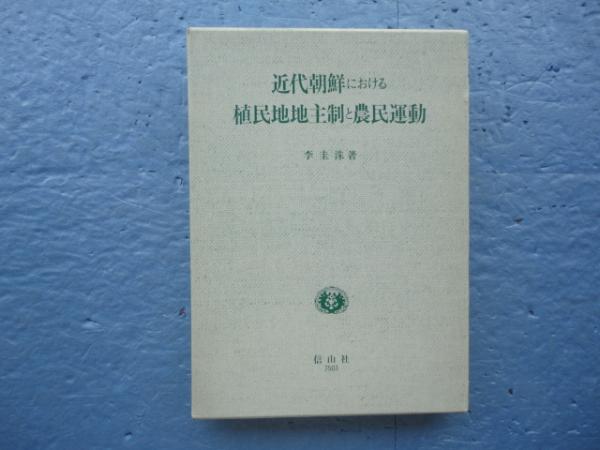 近代朝鮮における
植民地地主制と農民運動
李圭洙著
信山社